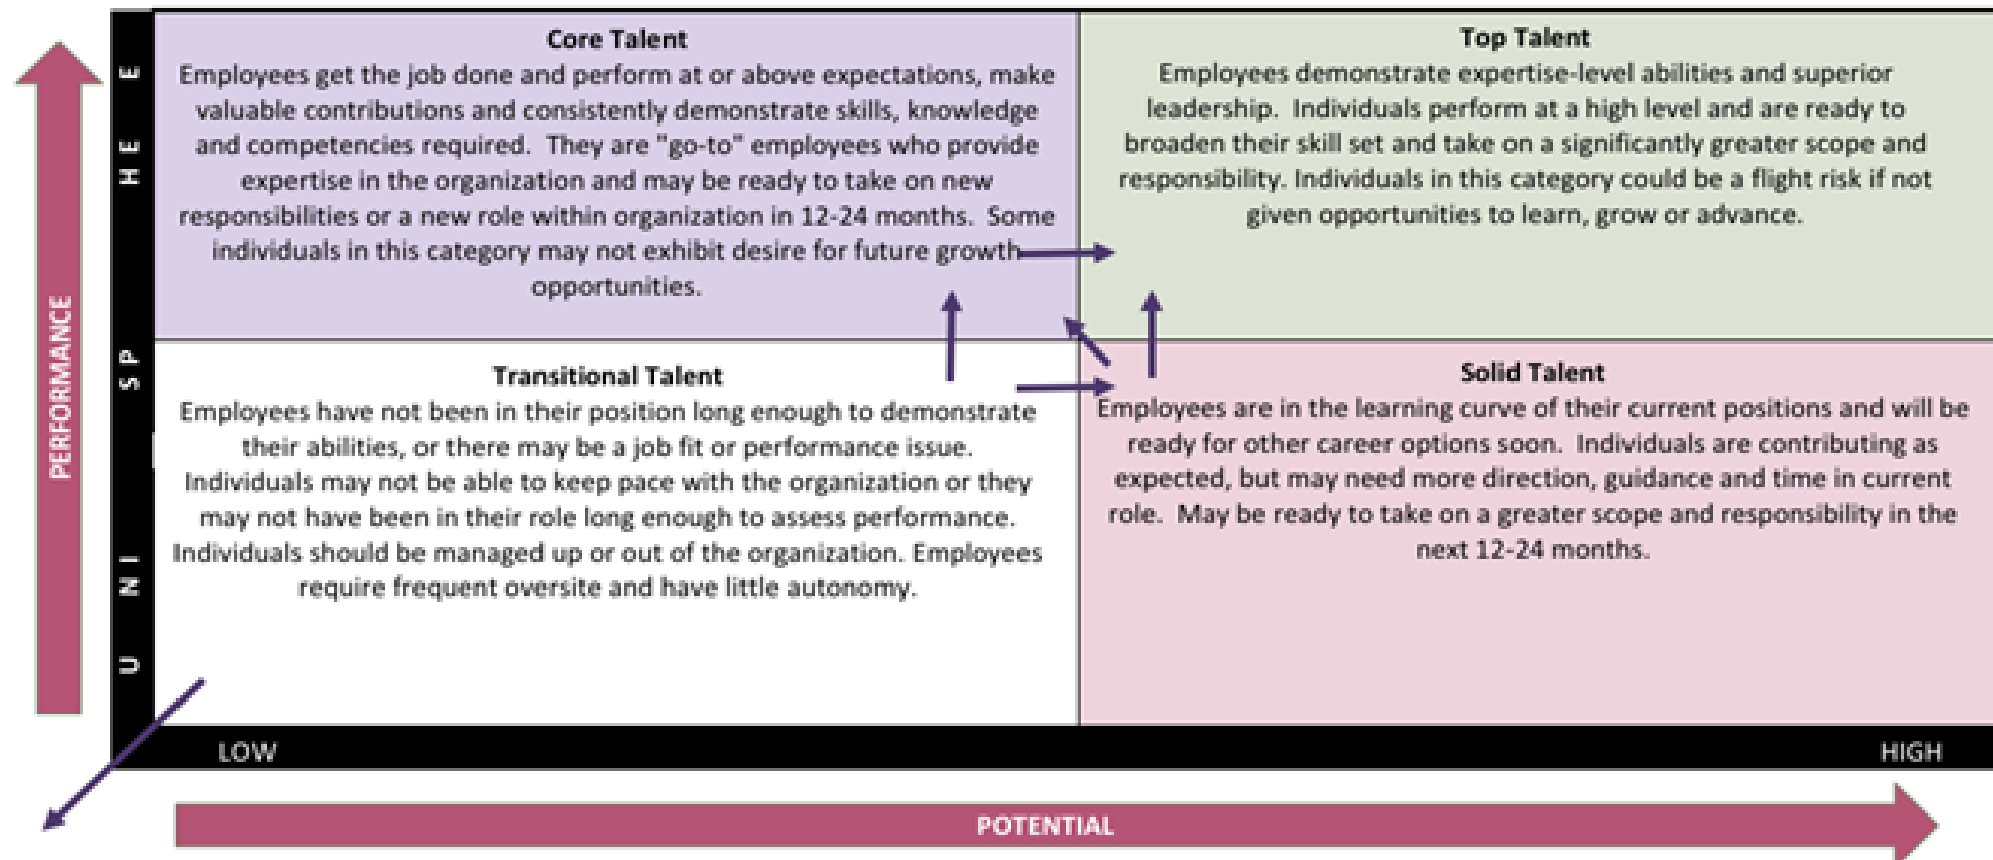 Core Talent
Employees get the job done and perform at or above expectations, make
valuable contributions and consistently demonstrate skills, knowledge
and competencies required.  They are "go-to" employees who provide
expertise in the organization and may be ready to take on new
responsibilities or a new role within organization in 12-24 months.  Some
individuals in this category may not exhibit desire for future growth
opportunities.
Top Talent
Employees demonstrate expertise-level abilities and superior
leadership.  Individuals perform at a high level and are ready to
broaden their skill set and take on a significantly greater scope and
responsibility. Individuals in this category could be a flight risk if not
given opportunities to learn, grow or advance.
Transitional Talent
Employees have not been in their position long enough to demonstrate
their abilities, or there may be a job fit or performance issue.
Individuals may not be able to keep pace with the organization or they
may not have been in their role long enough to assess performance.
Individuals should be managed up or out of the organization. Employees
require frequent oversite and have little autonomy.
Solid Talent
Employees are in the learning curve of their current positions and will be
ready for other career options soon.  Individuals are contributing as
expected, but may need more direction, guidance and time in current
role.  May be ready to take on a greater scope and responsibility in the
next 12-24 months.
PERFORMANCE
U NI SP HE E
LOW
HIGH
POTENTIAL